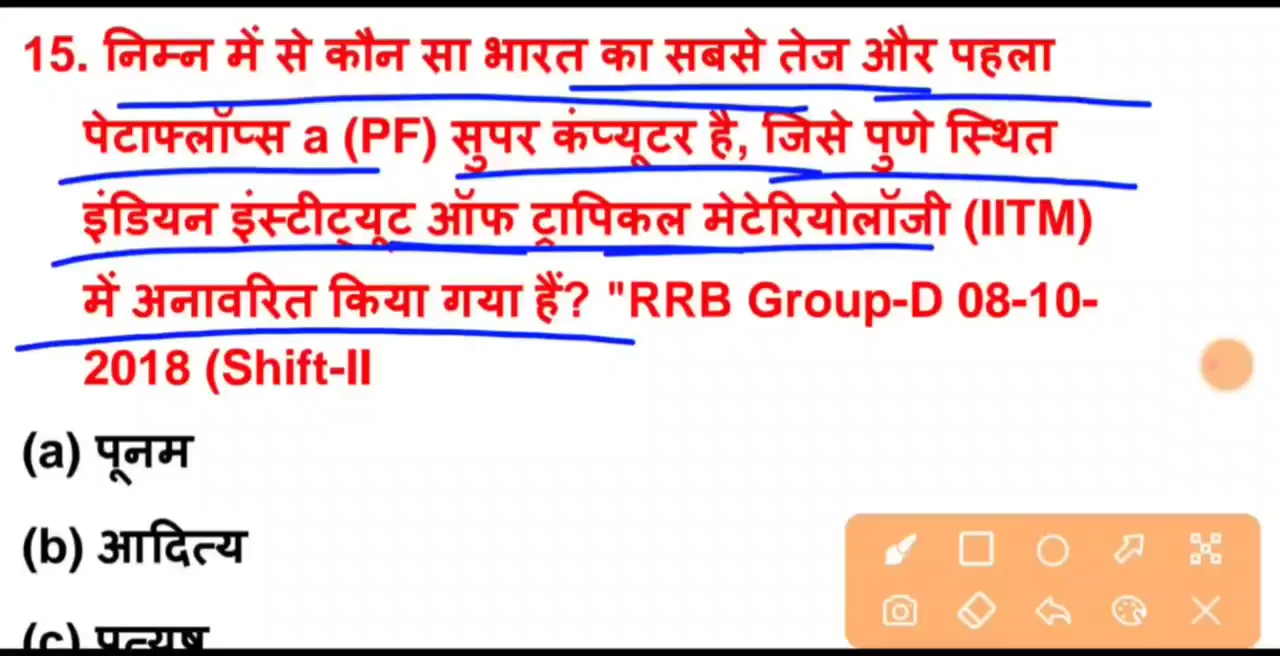 15. निम्न में से कौन सा भारत का सबसे तेज और पहला
पेटाफ्लॉप्स a (PF) सुपर कंप्यूटर है, जिसे पुणे स्थित
इंडियन इंस्टीट्यूट ऑफ ट्रापिकल मेटेरियोलॉजी (IITM)
में अनावरित किया गया हैं? "RRB Group-D 08-10-
2018 (Shift-II
(a) पूनम
(b) आदित्य
(c) प्रत्यूष